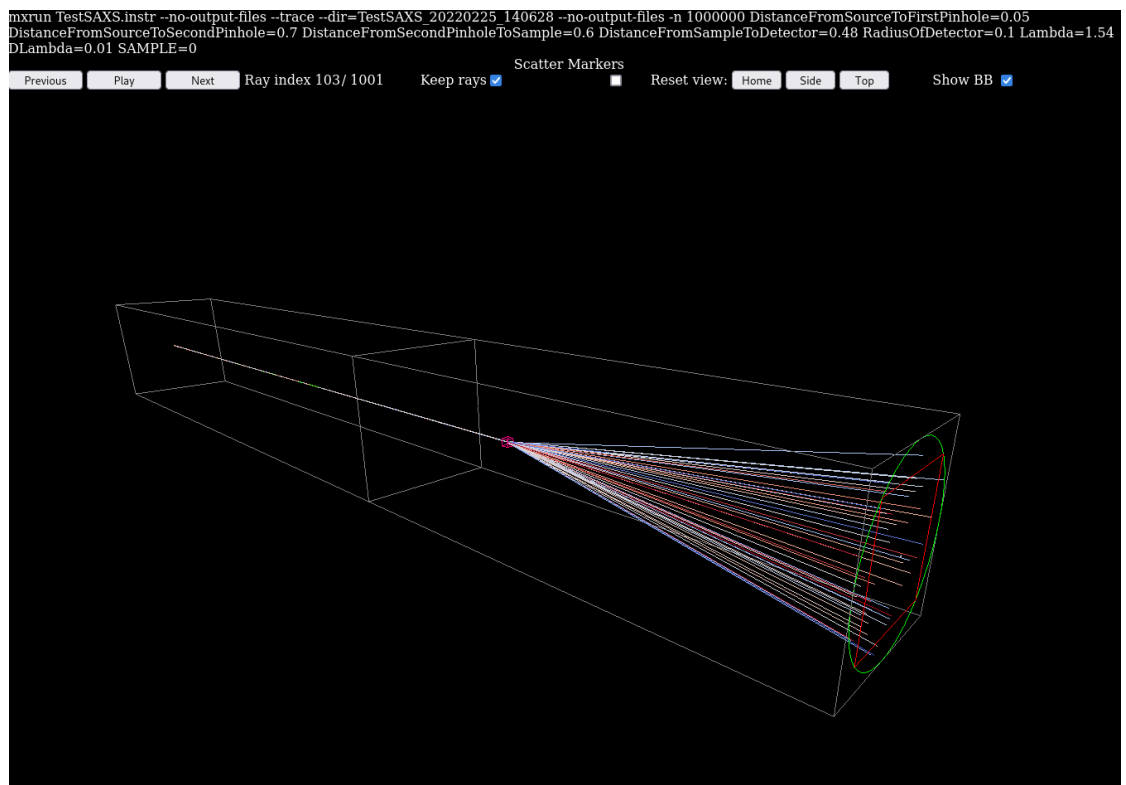 mxrun TestSAXS.instr --no-output-files --trace --dir=TestSAXS_20220225_140628 --no-output-files -n 1000000 DistanceFromSourceToFirstPinhole=0.05
DistanceFromSourceToSecondPinhole=0.7 DistanceFromSecondPinholeToSample=0.6 DistanceFromSampleToDetector=0.48 RadiusOfDetector=0.1 Lambda=1.54
DLambda=0.01 SAMPLE=0
Scatter Markers
Previous Play Next Ray index 103/ 1001 Keep rays Reset view: Home Side Top Show BB